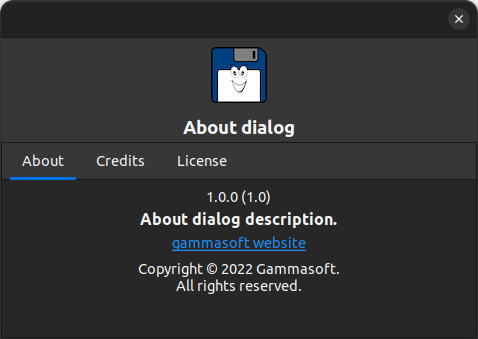 About dialog
About Credits License
1.0.0 (1.0)
About dialog description.
gammasoft website
Copyright © 2022 Gammasoft.
All rights reserved.